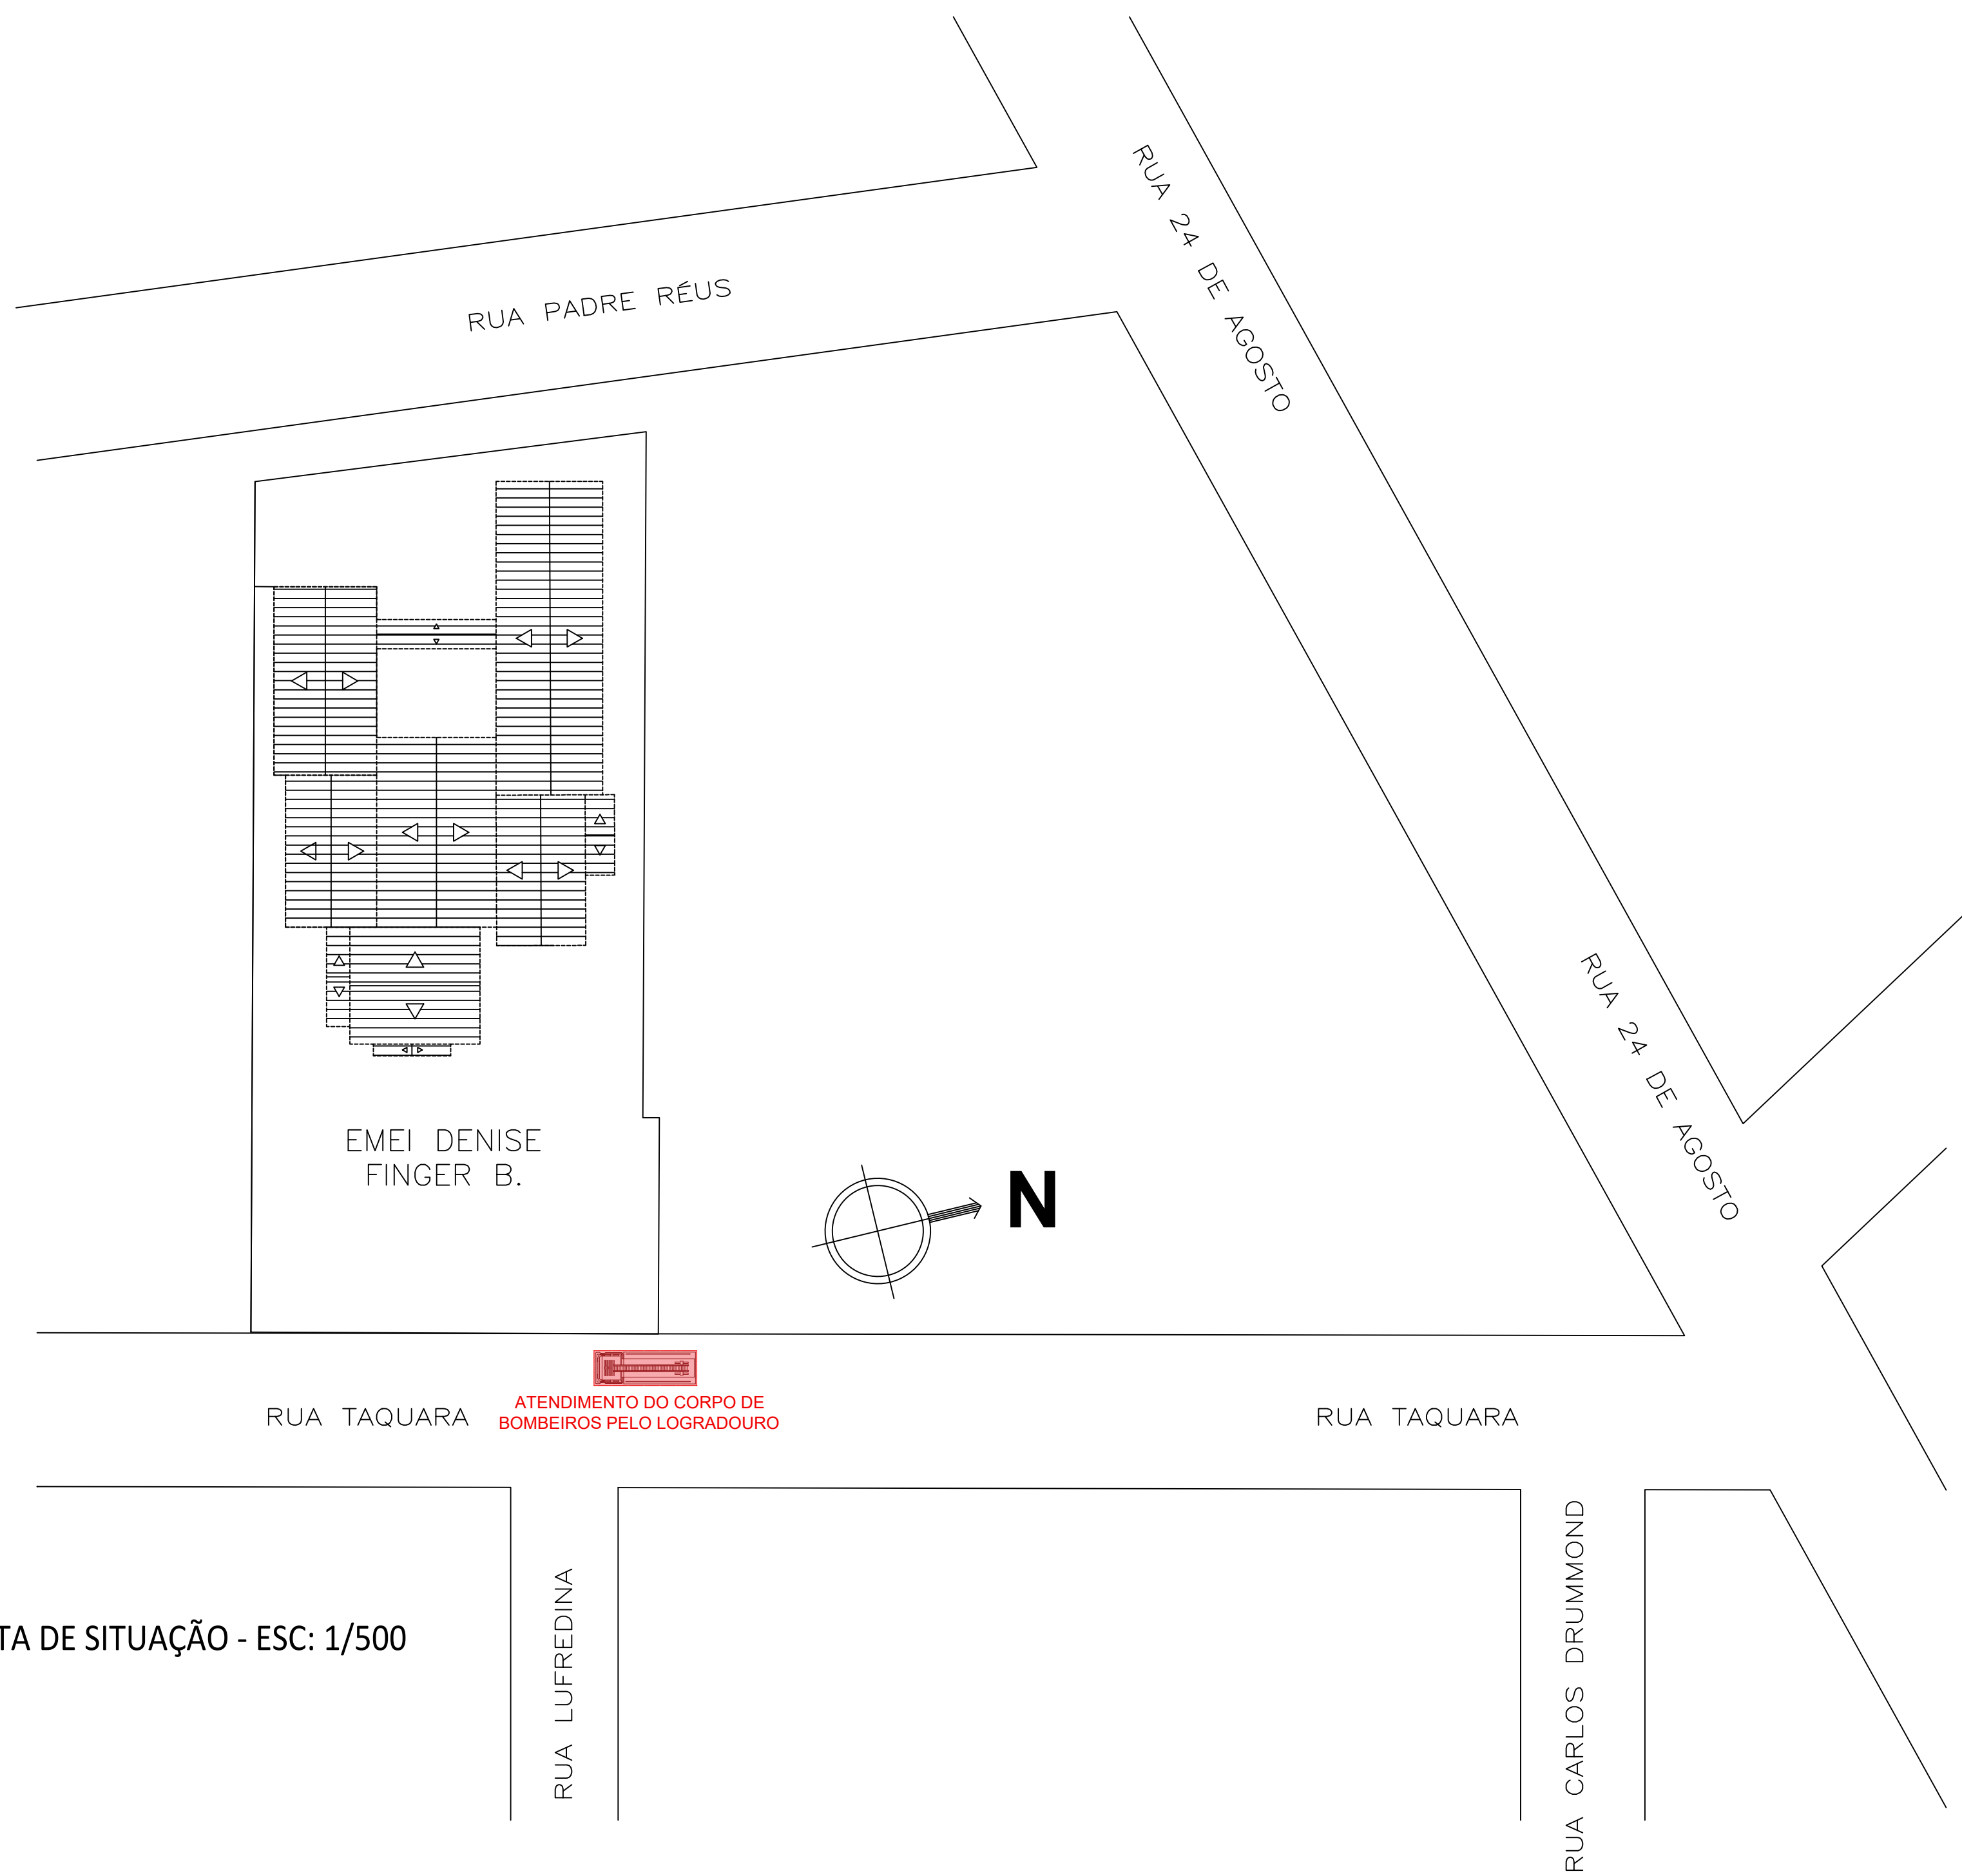 RUA 24 DE AGOSTO
RUA PADRE RÉUS
RUA 24 DE AGOSTO
EMEI DENISE
FINGER B.
N
ATENDIMENTO DO CORPO DE
BOMBEIROS PELO LOGRADOURO
RUA TAQUARA
RUA TAQUARA
RUA LUFREDINA
RUA CARLOS DRUMMOND
TA DE SITUAÇÃO - ESC: 1/500